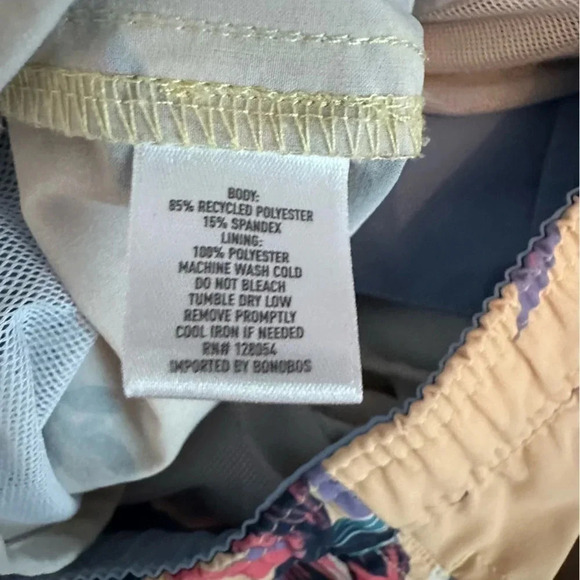 BODY:
85% RECYCLED POLYESTER
15% SPANDEX
LINING:
100% POLYESTER
MACHINE WASH COLD
DO NOT BLEACH
TUMBLE DRY LOW
REMOVE PROMPTLY
COOL IRON IF NEEDED
RN# 128054
IMPORTED BY BONOBOS